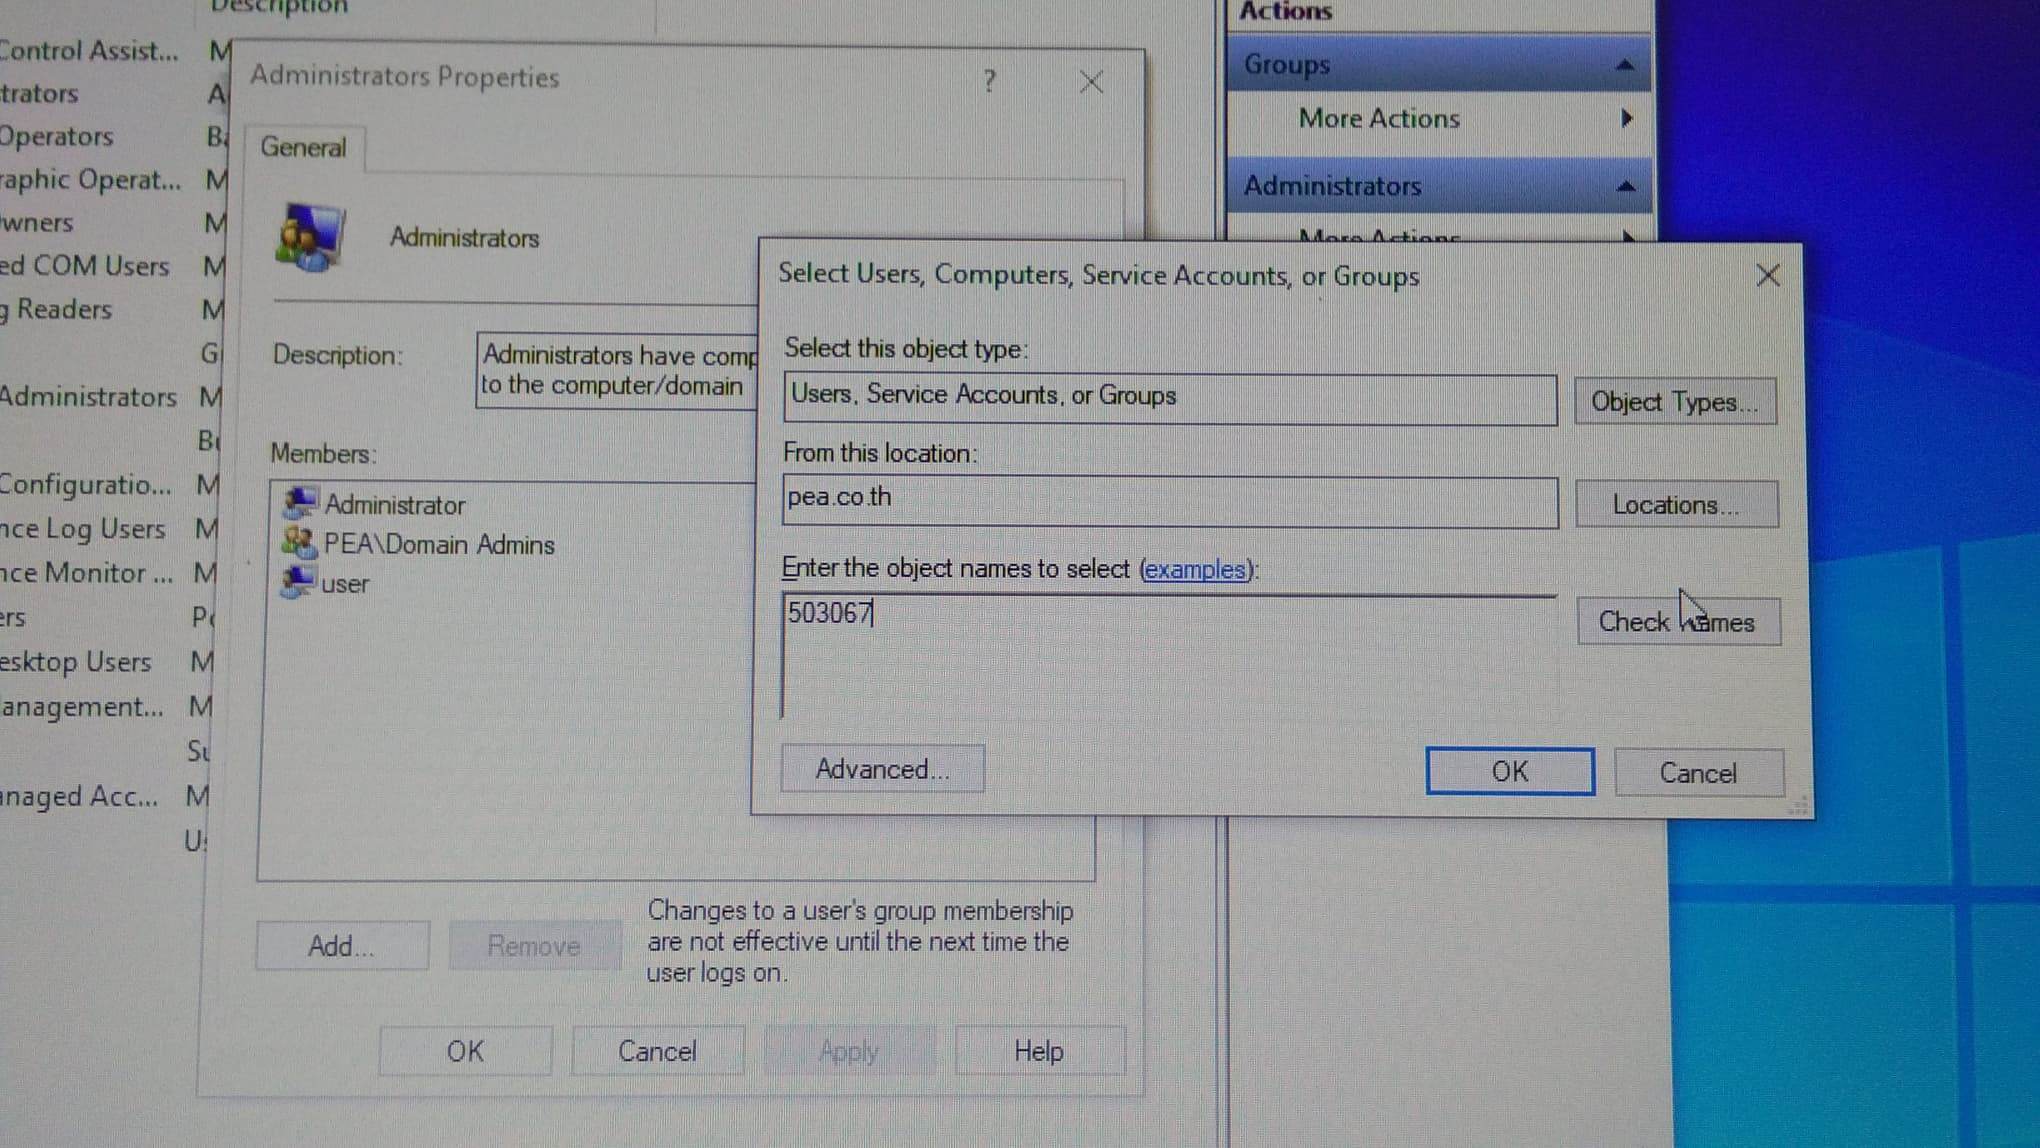 Description
Control Assist...
M
trators
A
Operators
Ba
raphic Operat...
M
wners
M
ed COM Users
M
g Readers
M
G
Administrators
M
Configuratio...
M
nce Log Users
M
nce Monitor ...
M
ers
esktop Users
M
anagement...
M
anaged Acc...
M
Administrators Properties
?
General
Administrators
Description:
Administrators have comp
to the computer/domain
Members:
Administrator
PEA\Domain Admins
user
Add...
Remove
Changes to a user's group membership
are not effective until the next time the
user logs on.
OK
Cancel
Apply
Help
Actions
Groups
More Actions
Administrators
More Actions
Select Users, Computers, Service Accounts, or Groups
Select this object type:
Users, Service Accounts, or Groups
Object Types...
From this location:
pea.co.th
Locations...
Enter the object names to select (examples):
503067
Check Names
Advanced...
OK
Cancel